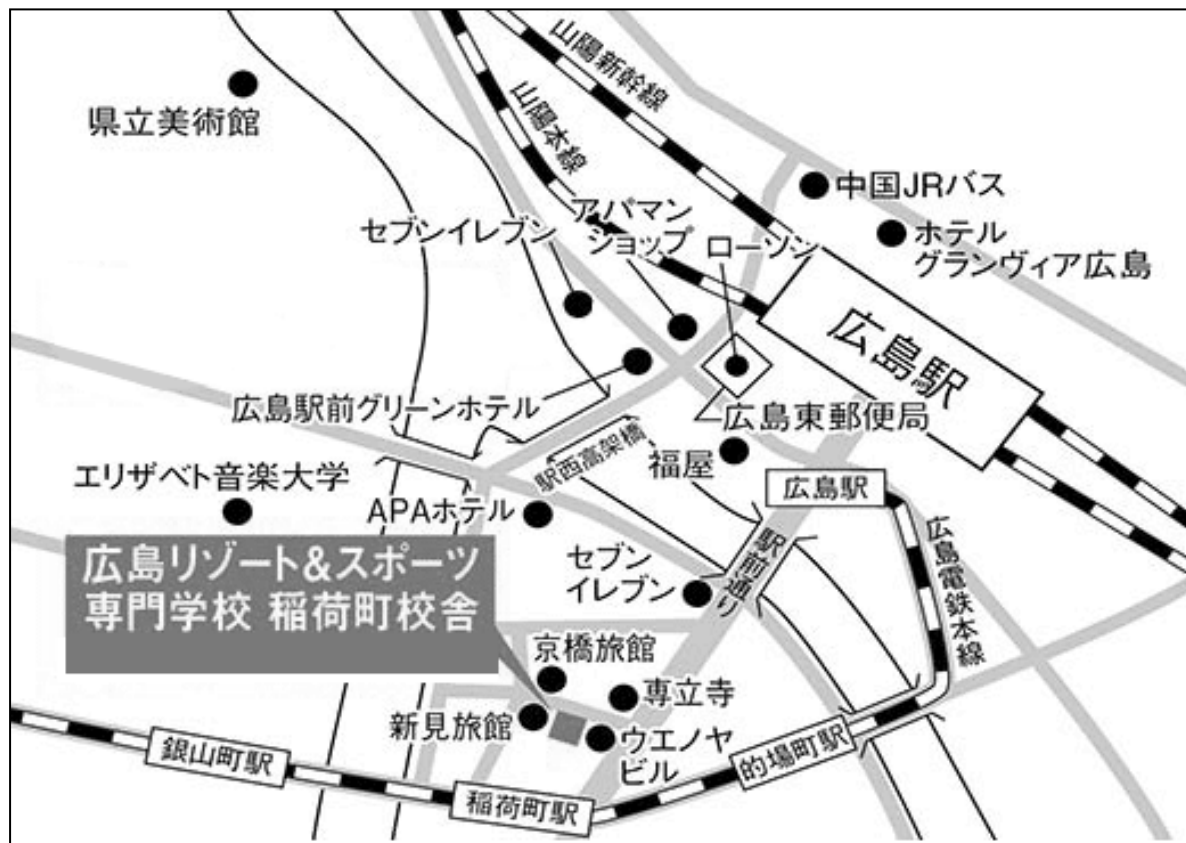 山陽新幹線
山陽本線
県立美術館
中国JRバス
ホテル
グランヴィア広島
アパマン
ショップ
セブンイレブン
ローソン
広島駅
広島駅前グリーンホテル
広島東郵便局
駅西高架橋
福屋
エリザベト音楽大学
APAホテル
広島駅
広島リゾート&スポーツ
専門学校 稲荷町校舎
セブン
イレブン
駅前通り
広島電鉄本線
京橋旅館
専立寺
新見旅館
ウエノヤ
ビル
銀山町駅
稲荷町駅
的場町駅